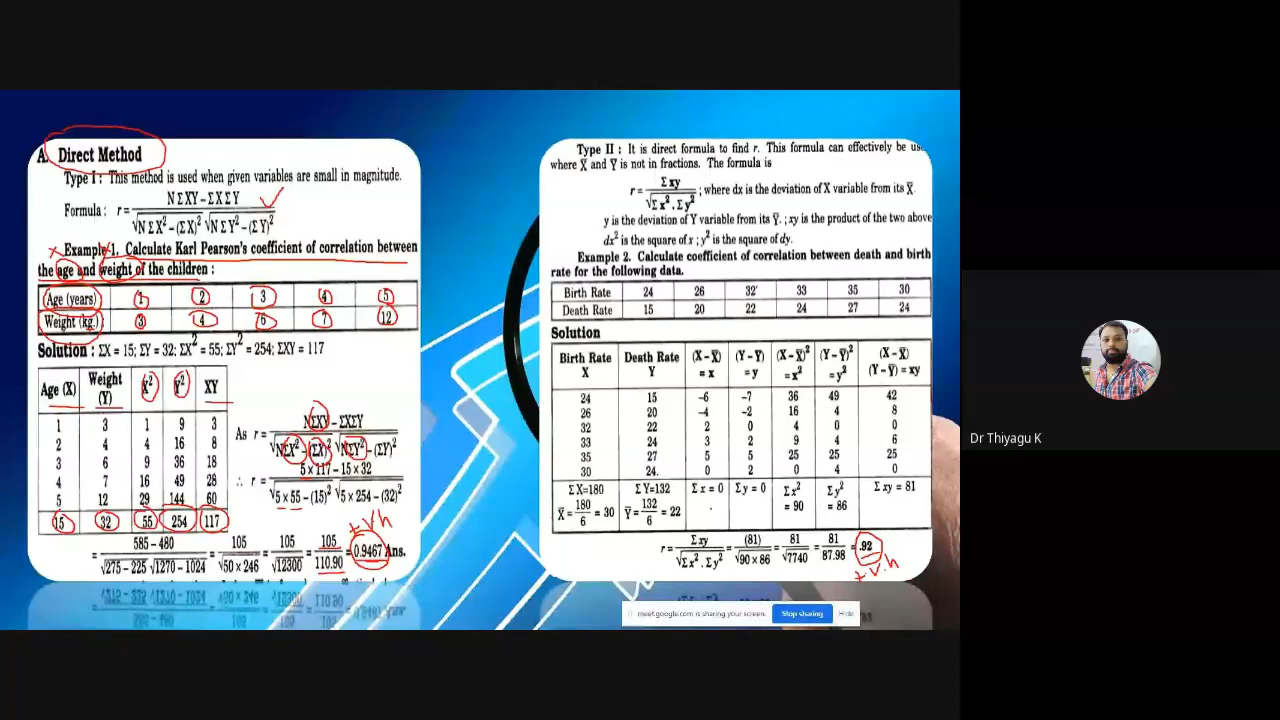 A. Direct Method
Type I : This method is used when given variables are small in magnitude.
Formula : r = NΣXY−ΣXΣY / √NΣX²−(ΣX)² √NΣY²−(ΣY)²
Example 1. Calculate Karl Pearson's coefficient of correlation between
the age and weight of the children :
Age (years) 1 2 3 4 5
Weight (kg.) 3 4 6 7 12
Solution : ΣX = 15; ΣY = 32; ΣX² = 55; ΣY² = 254; ΣXY = 117
Age (X) Weight (Y) X² Y² XY
1 3 1 9 3
2 4 4 16 8
3 6 9 36 18
4 7 16 49 28
5 12 29 144 60
15 32 55 254 117
As r = NΣXY − ΣXΣY / √NΣX² − (ΣX)² √NΣY² − (ΣY)²
∴ r = 5 × 117 − 15 × 32 / √5 × 55 − (15)² √5 × 254 − (32)²
+vh
= 585 − 480 / √275 − 225 √1270 − 1024 = 105 / √50 × 246 = 105 / √12300 = 105 / 110.90 = 0.9467 Ans.
Type II : It is direct formula to find r. This formula can effectively be
where X̄ and Y̅ is not in fractions. The formula is
r = Σxy / √Σx² . Σy² ; where dx is the deviation of X variable from its X̄.
y is the deviation of Y variable from its Y̅. ; xy is the product of the two above
dx² is the square of x ; y² is the square of dy.
Example 2. Calculate coefficient of correlation between death and birth
rate for the following data.
Birth Rate 24 26 32 33 35 30
Death Rate 15 20 22 24 27 24
Solution
Birth Rate X Death Rate Y (X − X̄) = x (Y − Y̅) = y (X − X̄)² = x² (Y − Y̅)² = y² (X − X̄) (Y − Y̅) = xy
24 15 −6 −7 36 49 42
26 20 −4 −2 16 4 8
32 22 2 0 4 0 0
33 24 3 2 9 4 6
35 27 5 5 25 25 25
30 24. 0 2 0 4 0
ΣX=180 ΣY=132 Σx = 0 Σy = 0 Σx² = 90 Σy² = 86 Σxy = 81
X̄ = 180/6 = 30 Y̅ = 132/6 = 22
r = Σxy / √Σx² . Σy² = (81) / √90 × 86 = 81 / √7740 = 81 / 87.98 = .92
+v.h
meet.google.com is sharing your screen. Stop sharing Hide
Dr Thiyagu K